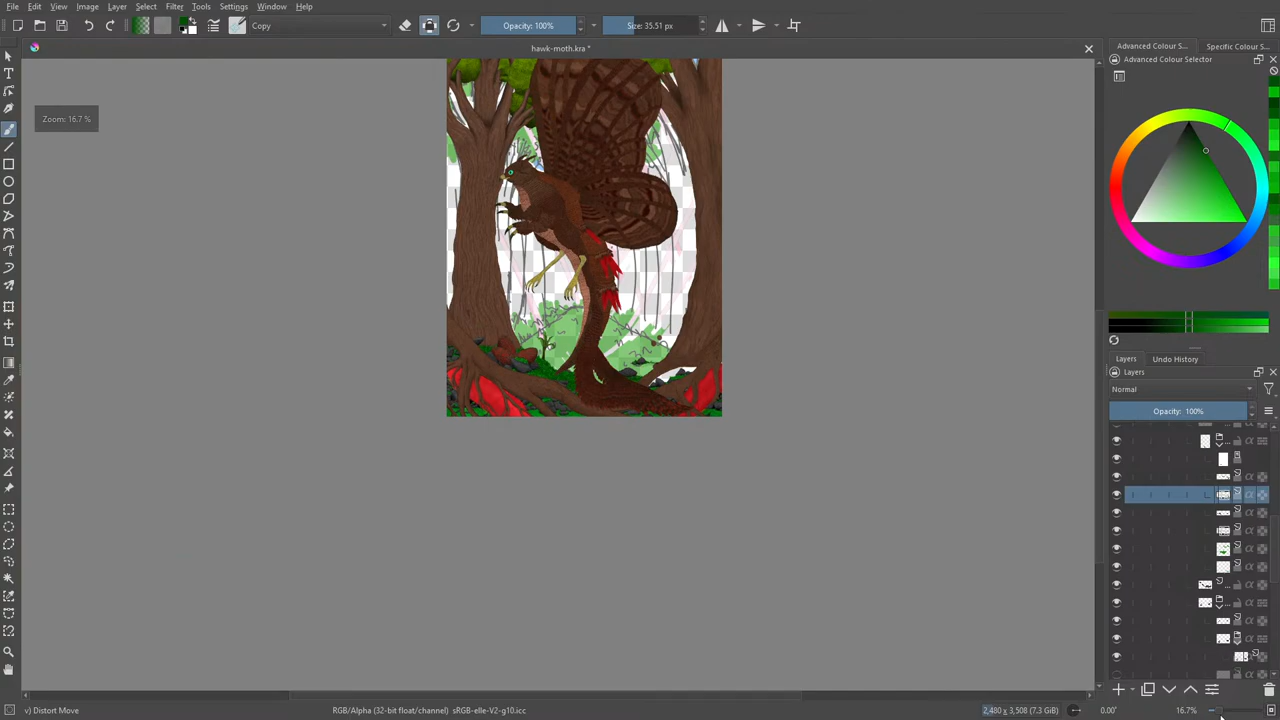 File Edit View Image Layer Select Filter Tools Settings Window Help
Copy Opacity: 100% Size: 35.51 px
hawk-moth.kra *
Advanced Colour S... Specific Colour S...
Advanced Colour Selector
Zoom: 16.7 %
Layers Undo History
Layers
Normal
Opacity: 100%
v) Distort Move RGB/Alpha (32-bit float/channel) sRGB-elle-V2-g10.icc 2,480 x 3,508 (7.3 GiB) 0.00° 16.7%